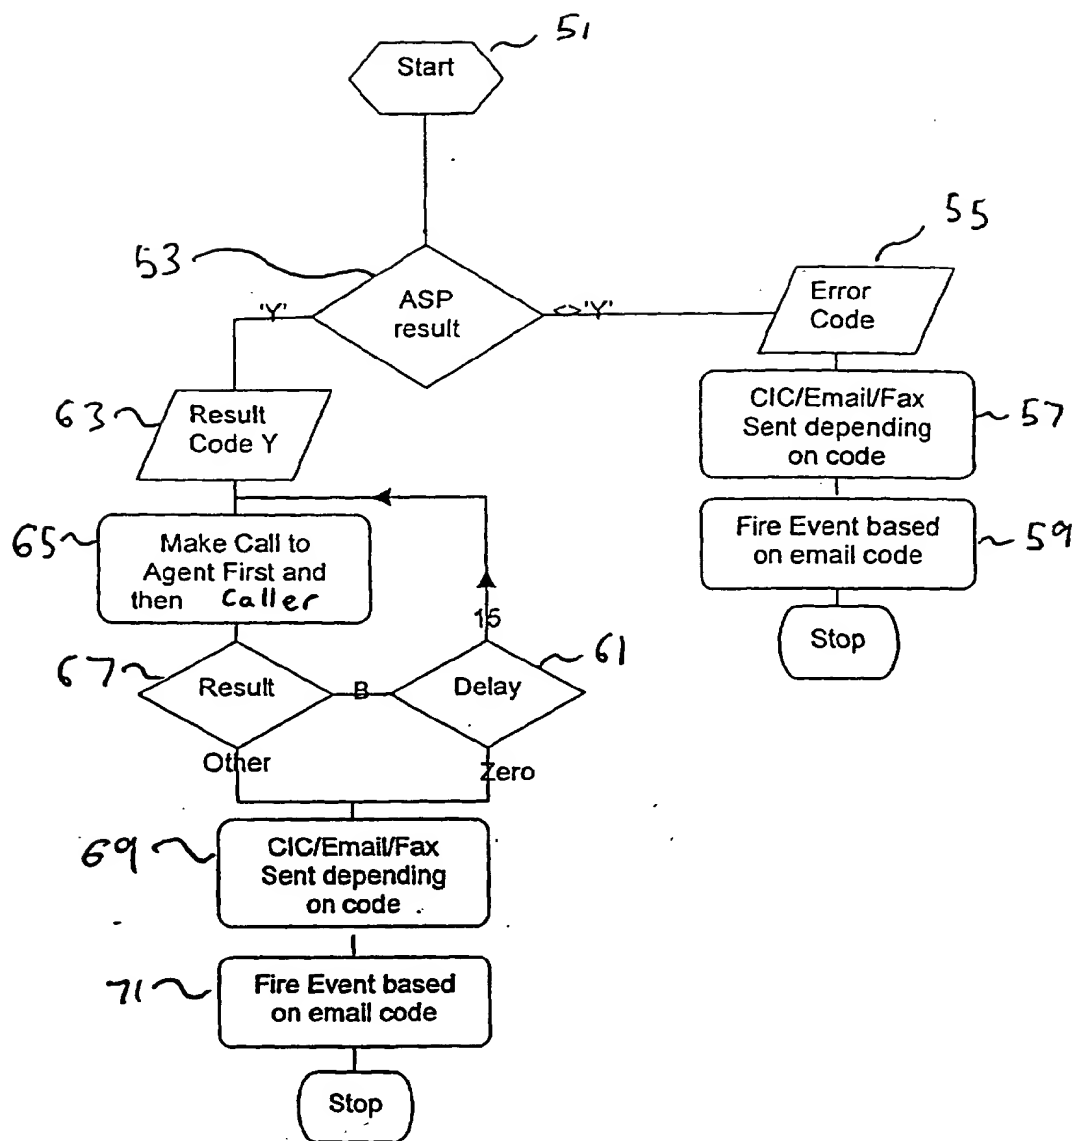 51
Start
53
ASP
result
'Y'
<>'Y'
55
Error
Code
63
Result
Code Y
CIC/Email/Fax
Sent depending
on code
57
65
Make Call to
Agent First and
then Caller
Fire Event based
on email code
59
15
Stop
67
Result
B
Delay
61
Other
Zero
69
CIC/Email/Fax
Sent depending
on code
71
Fire Event based
on email code
Stop